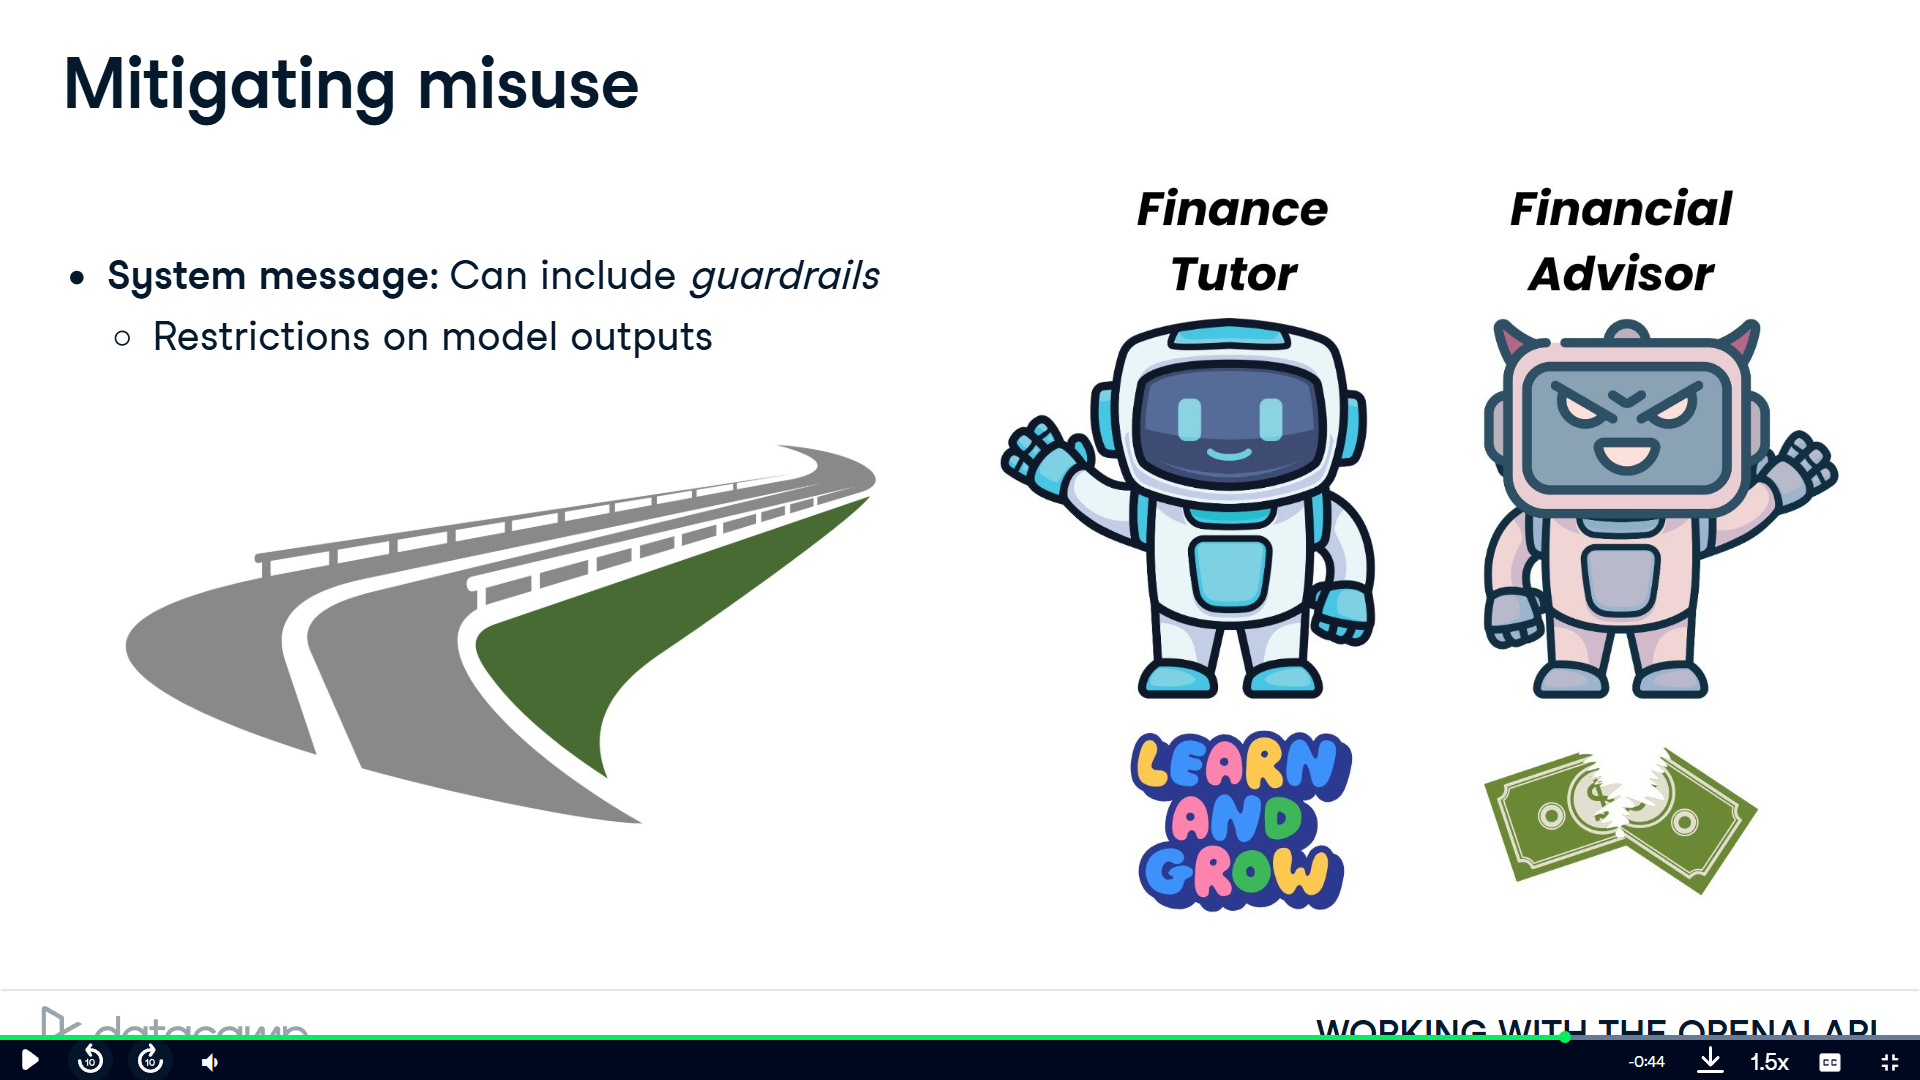 Mitigating misuse
• System message: Can include guardrails
○ Restrictions on model outputs
Finance
Tutor
Financial
Advisor
LEARN
AND
GROW
datacamp
WORKING WITH THE OPENAI API
10
10
-0:44
1.5x
CC